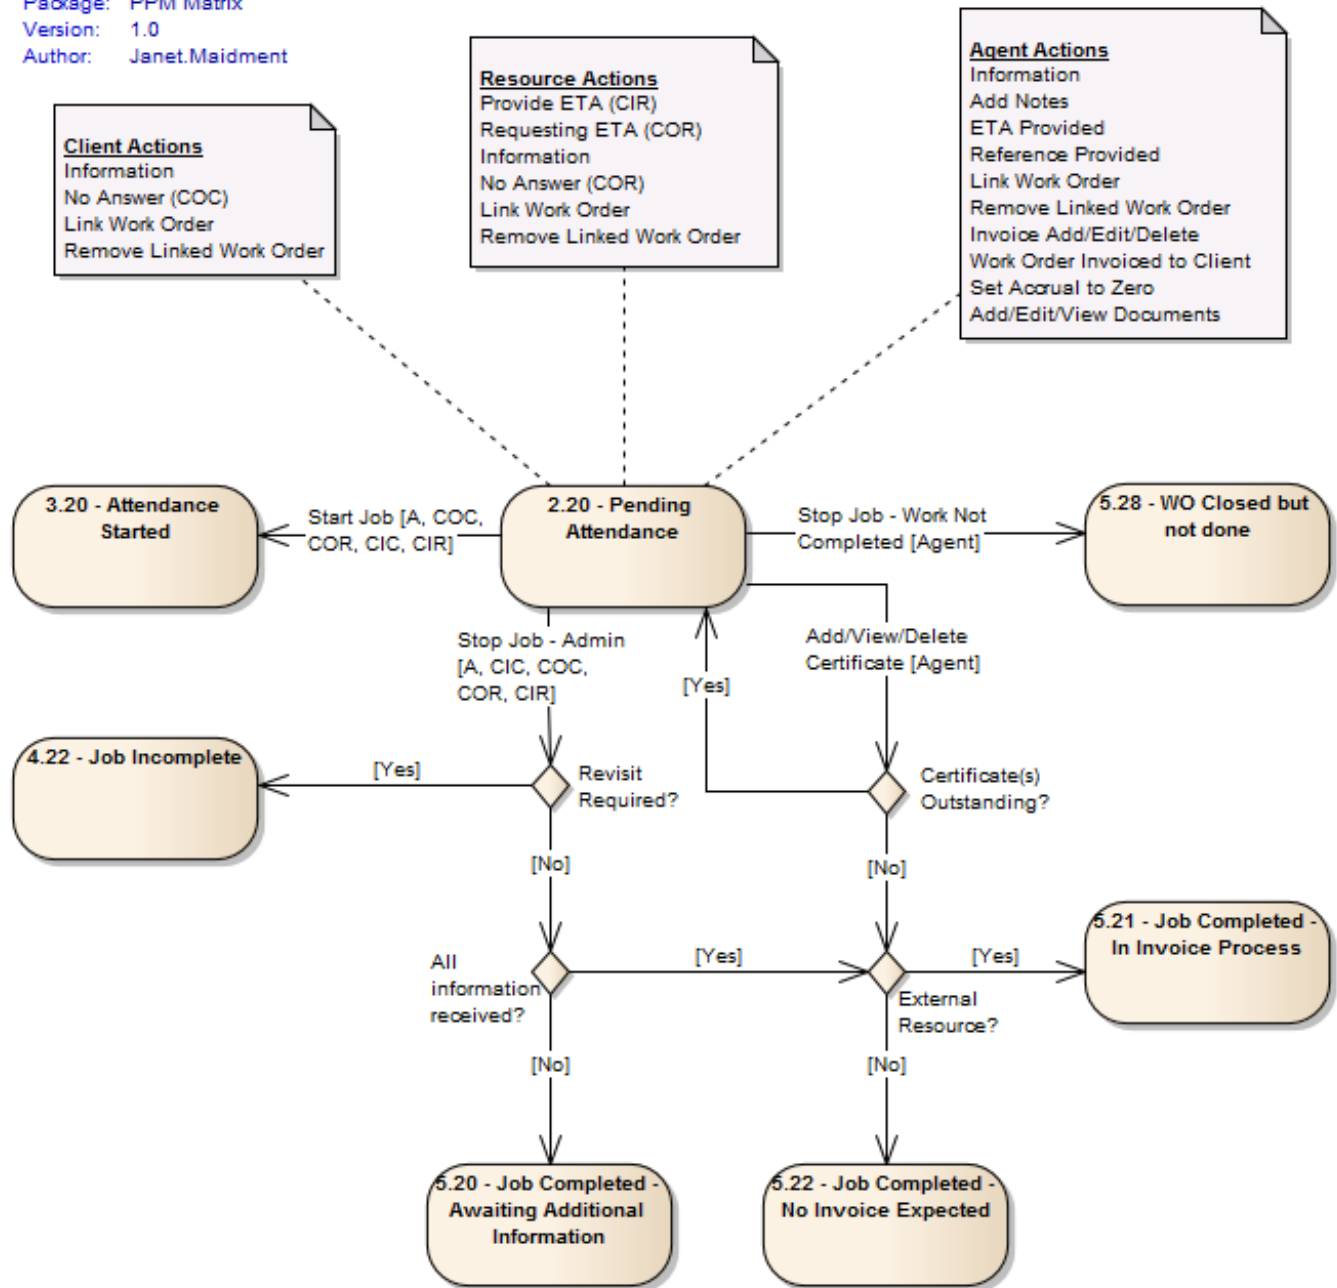 Package: PPM Matrix
Version: 1.0
Author: Janet.Maidment
Client Actions
Information
No Answer (COC)
Link Work Order
Remove Linked Work Order
Resource Actions
Provide ETA (CIR)
Requesting ETA (COR)
Information
No Answer (COR)
Link Work Order
Remove Linked Work Order
Agent Actions
Information
Add Notes
ETA Provided
Reference Provided
Link Work Order
Remove Linked Work Order
Invoice Add/Edit/Delete
Work Order Invoiced to Client
Set Accrual to Zero
Add/Edit/View Documents
3.20 - Attendance
Started
Start Job [A, COC,
COR, CIC, CIR]
2.20 - Pending
Attendance
Stop Job - Work Not
Completed [Agent]
5.28 - WO Closed but
not done
Stop Job - Admin
[A, CIC, COC,
COR, CIR]
[Yes]
Add/View/Delete
Certificate [Agent]
4.22 - Job Incomplete
[Yes]
Revisit
Required?
Certificate(s)
Outstanding?
[No]
[No]
All
information
received?
[Yes]
External
Resource?
[Yes]
5.21 - Job Completed -
In Invoice Process
[No]
[No]
5.20 - Job Completed -
Awaiting Additional
Information
5.22 - Job Completed -
No Invoice Expected